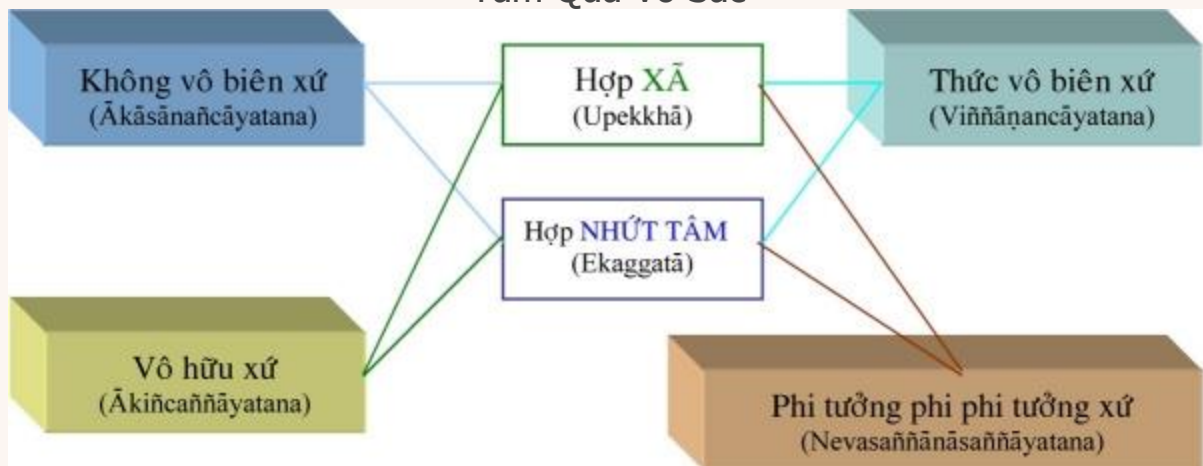 Không vô biên xứ
(Ākāsānañcāyatana)
Hợp XÃ
(Upekkhā)
Thức vô biên xứ
(Viññāṇancāyatana)
Hợp NHỨT TÂM
(Ekaggatā)
Vô hữu xứ
(Ākiñcaññāyatana)
Phi tưởng phi phi tưởng xứ
(Nevasaññānāsaññāyatana)